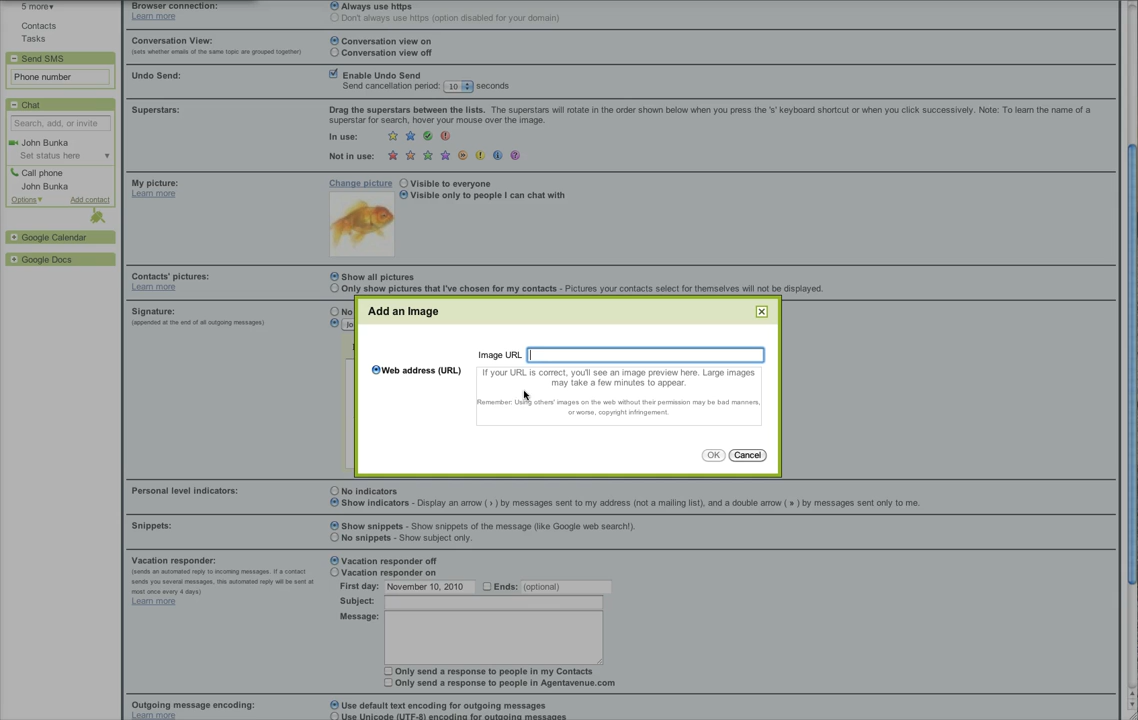 5 more▾
Contacts
Tasks
Send SMS
Phone number
Chat
Search, add, or invite
John Bunka
Set status here
Call phone
John Bunka
Options▾ Add contact
Google Calendar
Google Docs
Browser connection: Always use https
Learn more Don't always use https (option disabled for your domain)
Conversation View: Conversation view on
(sets whether emails of the same topic are grouped together) Conversation view off
Undo Send: Enable Undo Send
Send cancellation period: 10 seconds
Superstars: Drag the superstars between the lists. The superstars will rotate in the order shown below when you press the 's' keyboard shortcut or when you click successively. Note: To learn the name of a
superstar for search, hover your mouse over the image.
In use:
Not in use:
My picture: Change picture Visible to everyone
Learn more Visible only to people I can chat with
Contacts' pictures: Show all pictures
Learn more Only show pictures that I've chosen for my contacts - Pictures your contacts select for themselves will not be displayed.
Signature: No
(appended at the end of all outgoing messages)
Add an Image
Image URL
Web address (URL)
If your URL is correct, you'll see an image preview here. Large images
may take a few minutes to appear.
Remember: Using others' images on the web without their permission may be bad manners,
or worse, copyright infringement.
OK Cancel
Personal level indicators: No indicators
Show indicators - Display an arrow ( › ) by messages sent to my address (not a mailing list), and a double arrow ( » ) by messages sent only to me.
Snippets: Show snippets - Show snippets of the message (like Google web search!).
No snippets - Show subject only.
Vacation responder: Vacation responder off
(sends an automated reply to incoming messages. If a contact Vacation responder on
sends you several messages, this automated reply will be sent at First day: November 10, 2010 Ends: (optional)
most once every 4 days)
Learn more Subject:
Message:
Only send a response to people in my Contacts
Only send a response to people in Agentavenue.com
Outgoing message encoding: Use default text encoding for outgoing messages
Learn more Use Unicode (UTF-8) encoding for outgoing messages